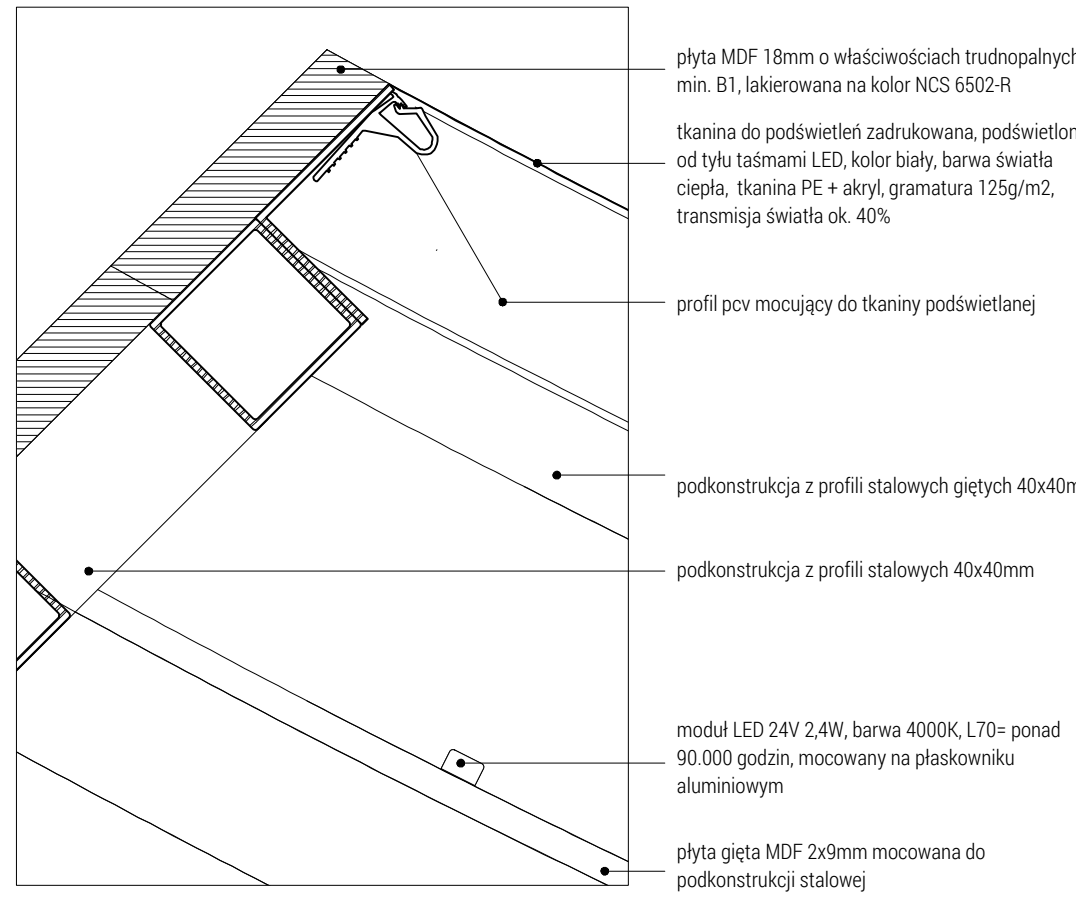 płyta MDF 18mm o właściwościach trudnopalnych
min. B1, lakierowana na kolor NCS 6502-R
tkanina do podświetleń zadrukowana, podświetlon
od tyłu taśmami LED, kolor biały, barwa światła
ciepła, tkanina PE + akryl, gramatura 125g/m2,
transmisja światła ok. 40%
profil pcv mocujący do tkaniny podświetlanej
podkonstrukcja z profili stalowych giętych 40x40m
podkonstrukcja z profili stalowych 40x40mm
moduł LED 24V 2,4W, barwa 4000K, L70= ponad
90.000 godzin, mocowany na płaskowniku
aluminiowym
płyta gięta MDF 2x9mm mocowana do
podkonstrukcji stalowej